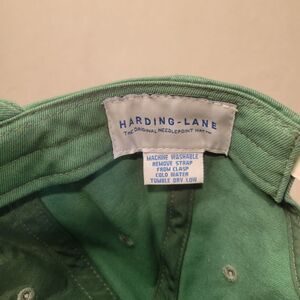 HARDING-LANE
THE ORIGINAL NEEDLEPOINT HAT
MACHINE WASHABLE
REMOVE STRAP
FROM CLASP
COLD WATER
TUMBLE DRY LOW